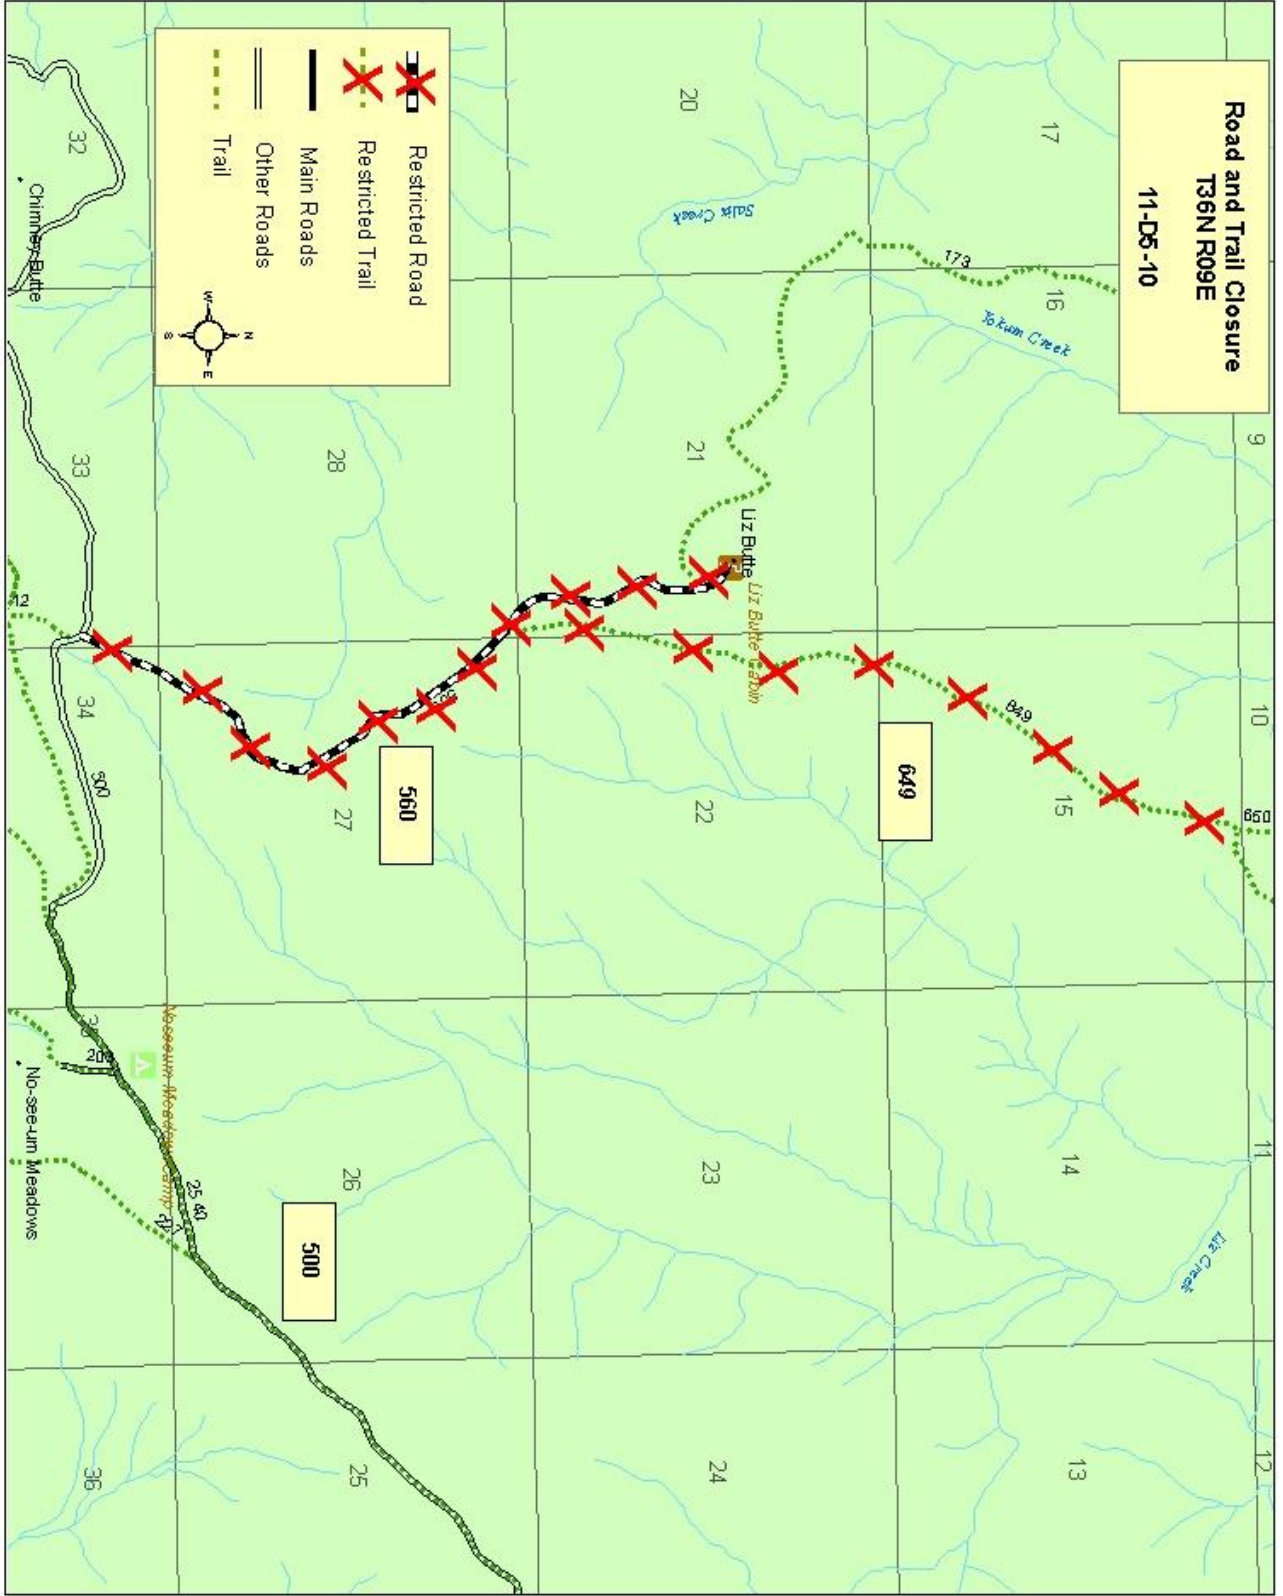 Road and Trail Closure
T36N R09E
11-D5-10
9
10
11
12
17
16
15
14
13
173
Yokum Creek
649
650
649
Liz Creek
20
21
22
23
24
Salix Creek
Liz Butte
Liz Butte Cabin
28
27
26
25
560
500
Restricted Road
Restricted Trail
Main Roads
Other Roads
Trail
N
W
E
S
32
33
34
36
Chimney Butte
12
500
Noseeum Meadow Camp
No-see-um Meadows
25 40